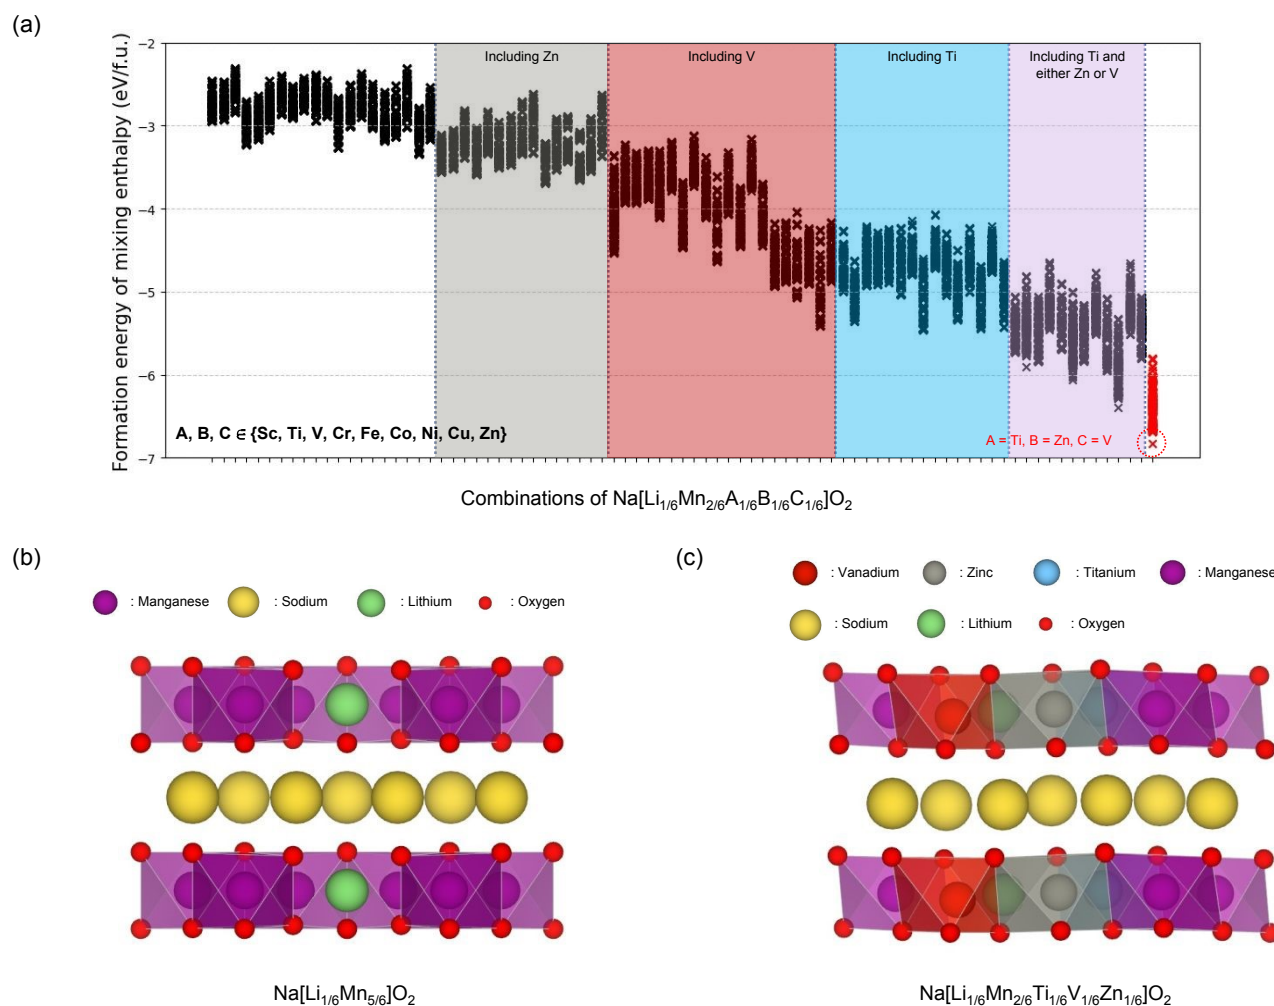 (a)
Formation energy of mixing enthalpy (eV/f.u.)
−2
−3
−4
−5
−6
−7
Including Zn
Including V
Including Ti
Including Ti and
either Zn or V
A, B, C ∈ {Sc, Ti, V, Cr, Fe, Co, Ni, Cu, Zn}
A = Ti, B = Zn, C = V
Combinations of Na[Li1/6Mn2/6A1/6B1/6C1/6]O2
(b)
: Manganese : Sodium : Lithium : Oxygen
Na[Li1/6Mn5/6]O2
(c)
: Vanadium : Zinc : Titanium : Manganese
: Sodium : Lithium : Oxygen
Na[Li1/6Mn2/6Ti1/6V1/6Zn1/6]O2